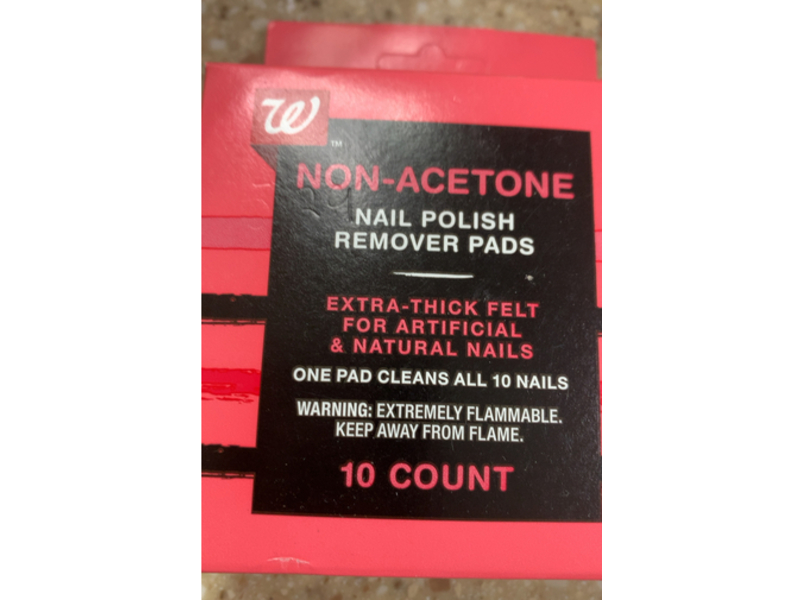 W
™
NON-ACETONE
NAIL POLISH
REMOVER PADS
EXTRA-THICK FELT
FOR ARTIFICIAL
& NATURAL NAILS
ONE PAD CLEANS ALL 10 NAILS
WARNING: EXTREMELY FLAMMABLE.
KEEP AWAY FROM FLAME.
10 COUNT